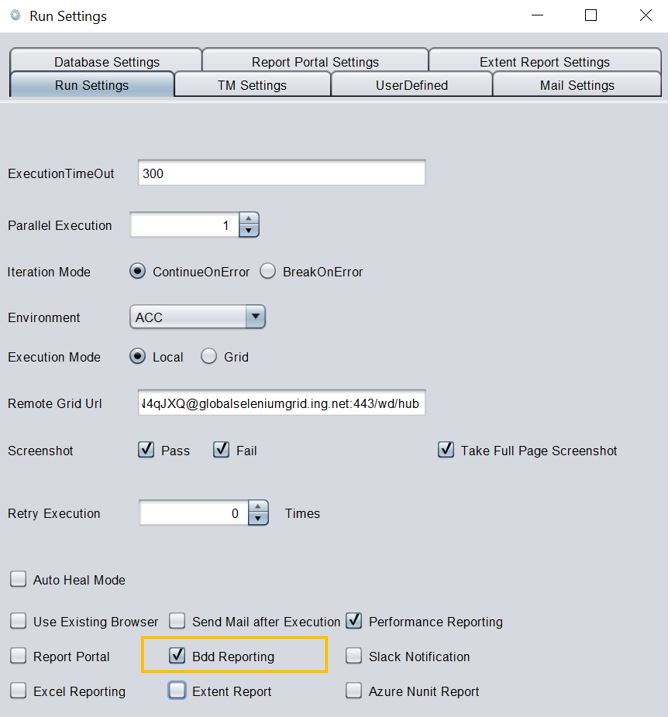 Run Settings
Database Settings Report Portal Settings Extent Report Settings
Run Settings TM Settings UserDefined Mail Settings
ExecutionTimeOut 300
Parallel Execution 1
Iteration Mode ContinueOnError BreakOnError
Environment ACC
Execution Mode Local Grid
Remote Grid Url J4qJXQ@globalseleniumgrid.ing.net:443/wd/hub
Screenshot Pass Fail Take Full Page Screenshot
Retry Execution 0 Times
Auto Heal Mode
Use Existing Browser Send Mail after Execution Performance Reporting
Report Portal Bdd Reporting Slack Notification
Excel Reporting Extent Report Azure Nunit Report